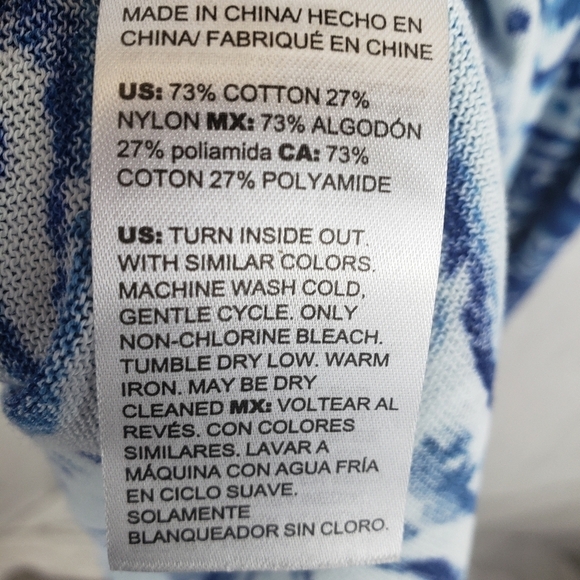 MADE IN CHINA/ HECHO EN
CHINA/ FABRIQUÉ EN CHINE
US: 73% COTTON 27%
NYLON MX: 73% ALGODÓN
27% poliamida CA: 73%
COTON 27% POLYAMIDE
US: TURN INSIDE OUT.
WITH SIMILAR COLORS.
MACHINE WASH COLD,
GENTLE CYCLE. ONLY
NON-CHLORINE BLEACH.
TUMBLE DRY LOW. WARM
IRON. MAY BE DRY
CLEANED MX: VOLTEAR AL
REVÉS. CON COLORES
SIMILARES. LAVAR A
MÁQUINA CON AGUA FRÍA
EN CICLO SUAVE.
SOLAMENTE
BLANQUEADOR SIN CLORO.